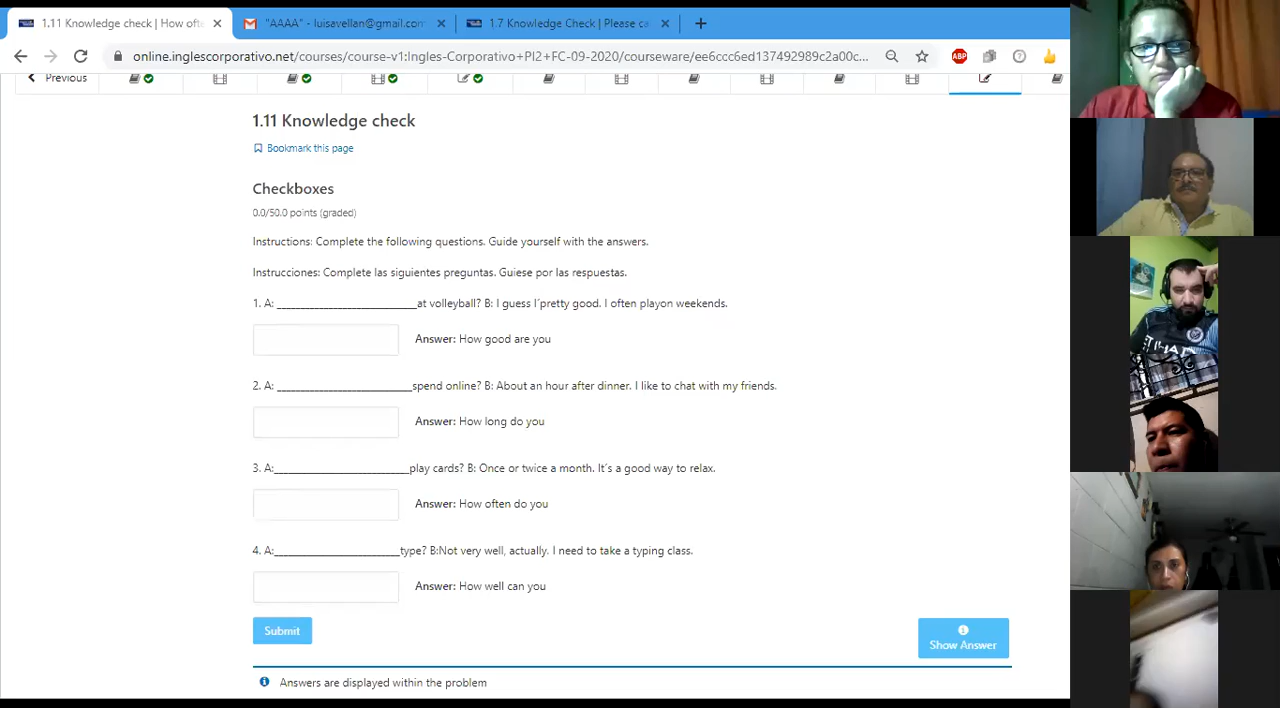 1.11 Knowledge check | How oft
"AAAA" - luisavellan@gmail.com
1.7 Knowledge Check | Please ca
online.inglescorporativo.net/courses/course-v1:Ingles-Corporativo+PI2+FC-09-2020/courseware/ee6ccc6ed137492989c2a00c...
ABP
Previous
1.11 Knowledge check
Bookmark this page
Checkboxes
0.0/50.0 points (graded)
Instructions: Complete the following questions. Guide yourself with the answers.
Instrucciones: Complete las siguientes preguntas. Guiese por las respuestas.
1. A: ___________________________at volleyball? B: I guess I´pretty good. I often playon weekends.
Answer: How good are you
2. A: __________________________spend online? B: About an hour after dinner. I like to chat with my friends.
Answer: How long do you
3. A:__________________________play cards? B: Once or twice a month. It´s a good way to relax.
Answer: How often do you
4. A:________________________type? B:Not very well, actually. I need to take a typing class.
Answer: How well can you
Submit
Show Answer
Answers are displayed within the problem